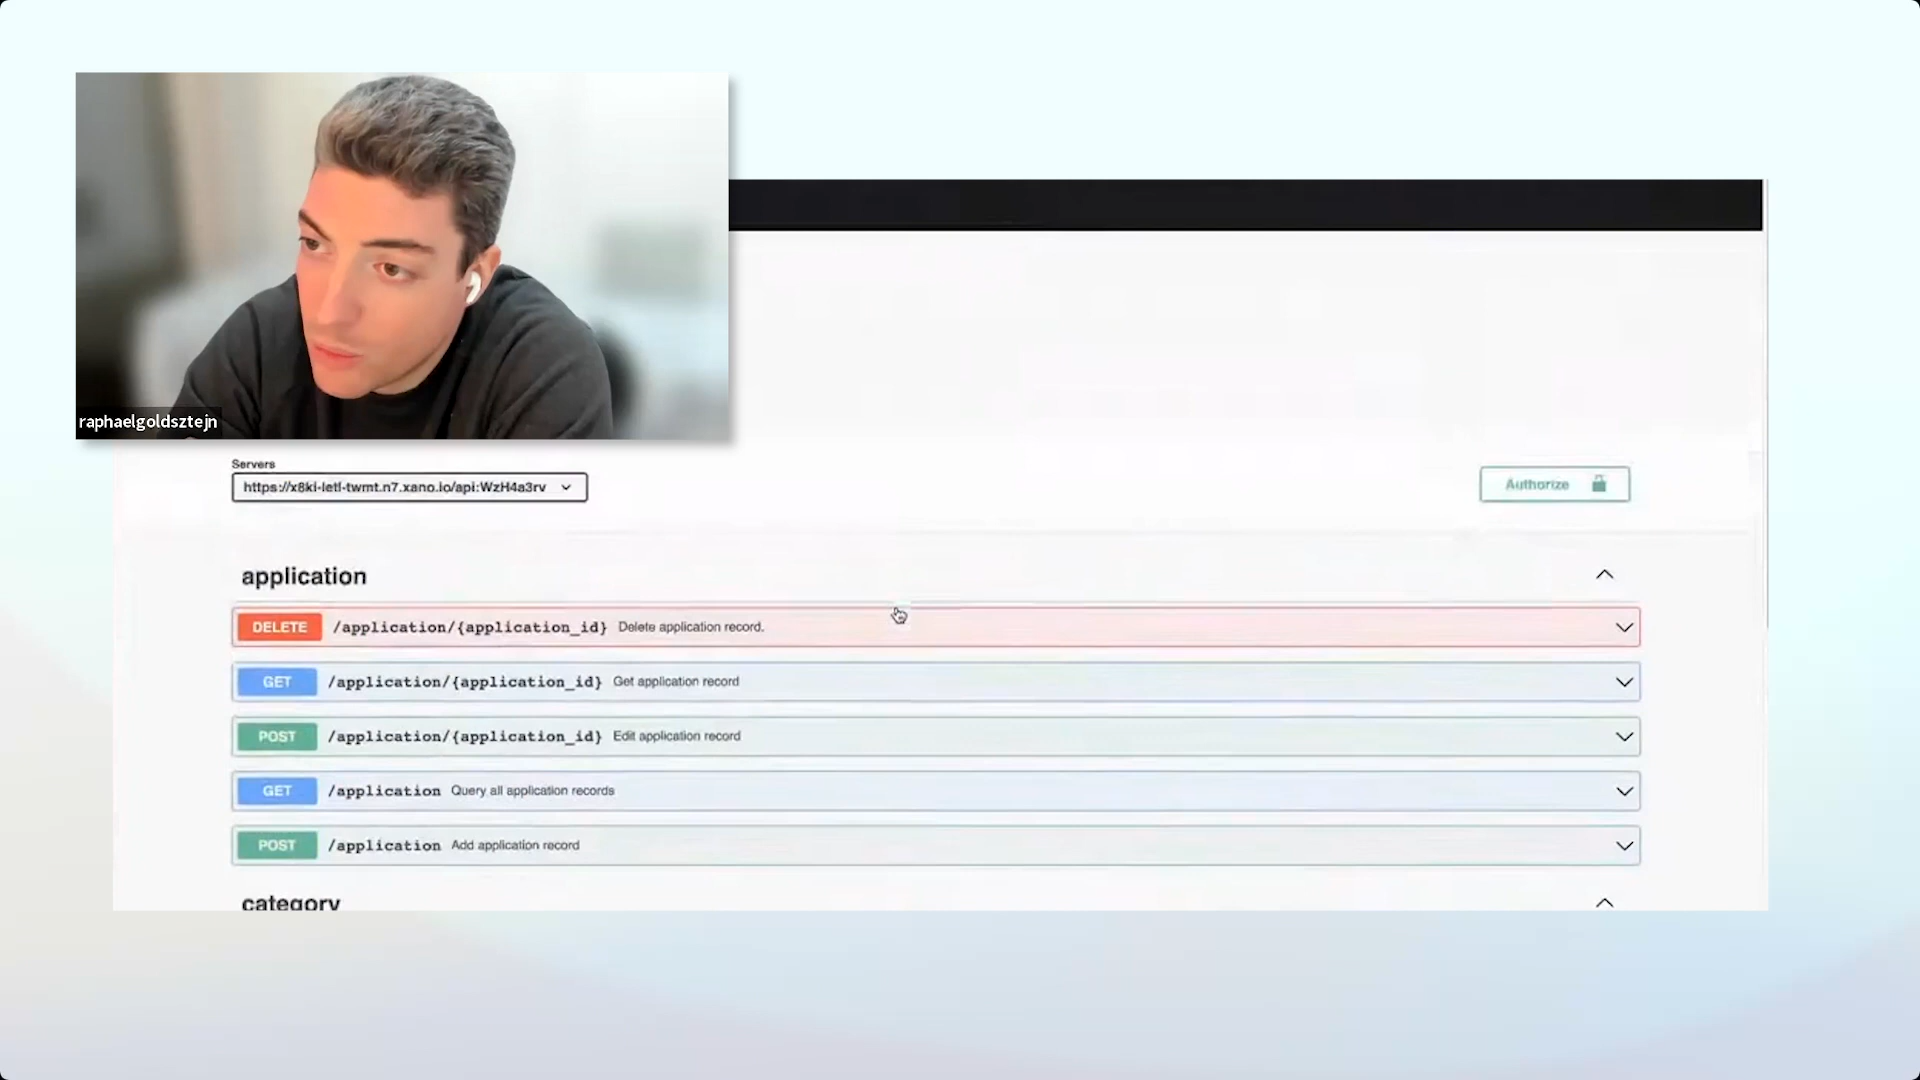 raphaelgoldsztejn
Servers
https://x8ki-letl-twmt.n7.xano.io/api:WzH4a3rv
Authorize
application
DELETE /application/{application_id} Delete application record.
GET /application/{application_id} Get application record
POST /application/{application_id} Edit application record
GET /application Query all application records
POST /application Add application record
category